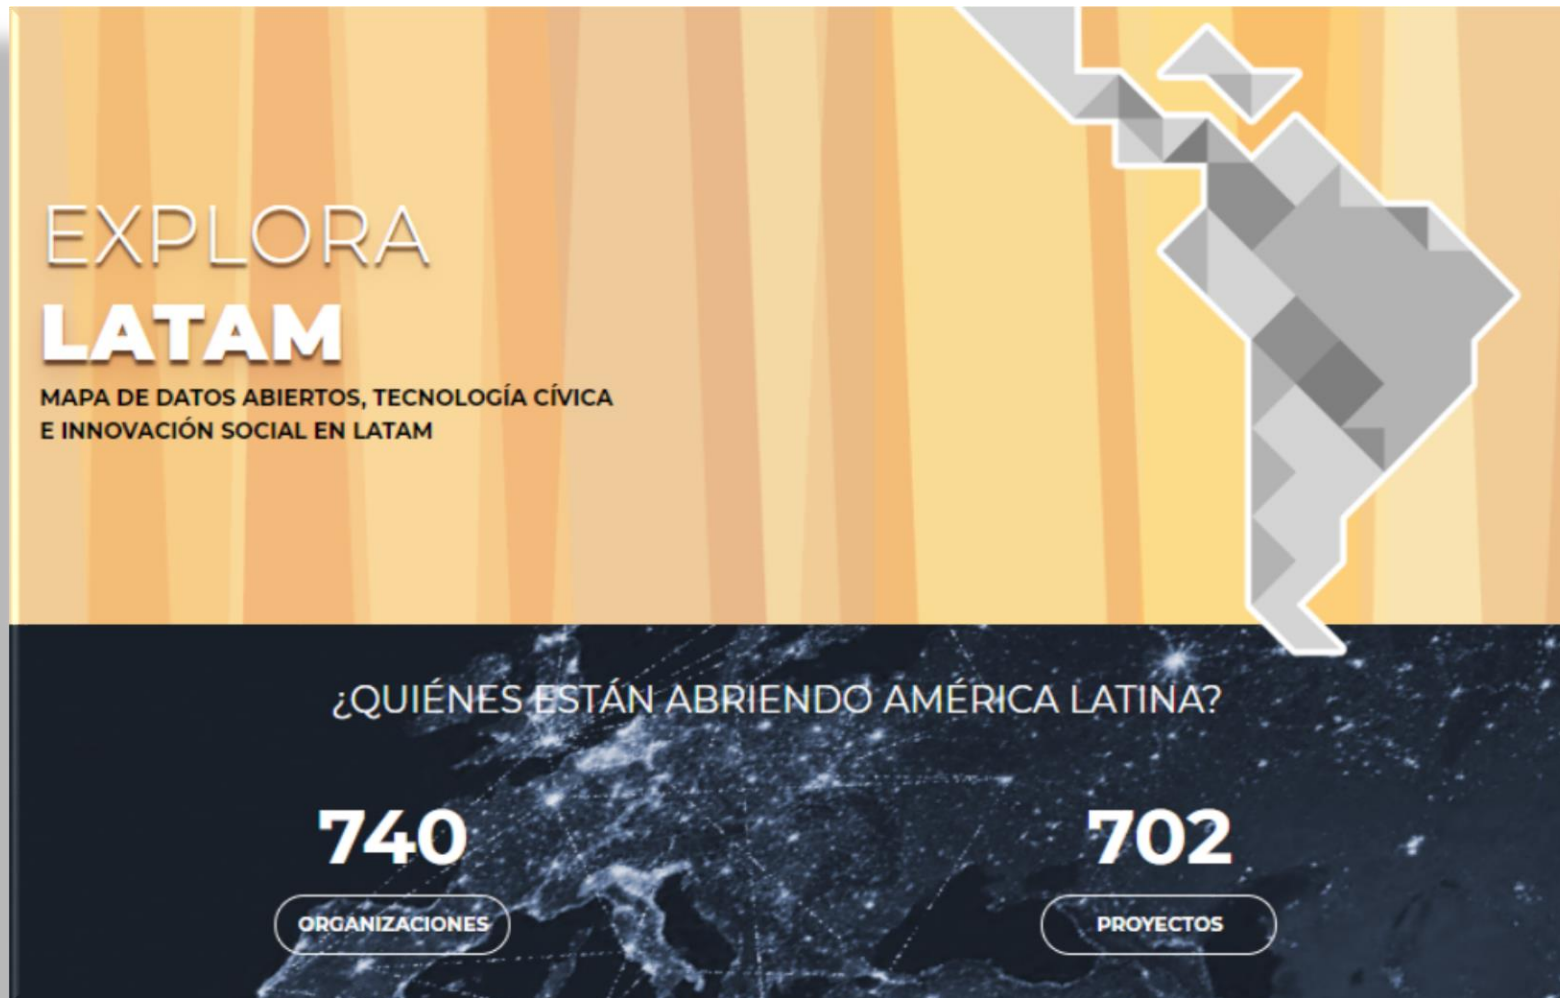 EXPLORA
LATAM
MAPA DE DATOS ABIERTOS, TECNOLOGÍA CÍVICA
E INNOVACIÓN SOCIAL EN LATAM
¿QUIÉNES ESTÁN ABRIENDO AMÉRICA LATINA?
740
ORGANIZACIONES
702
PROYECTOS